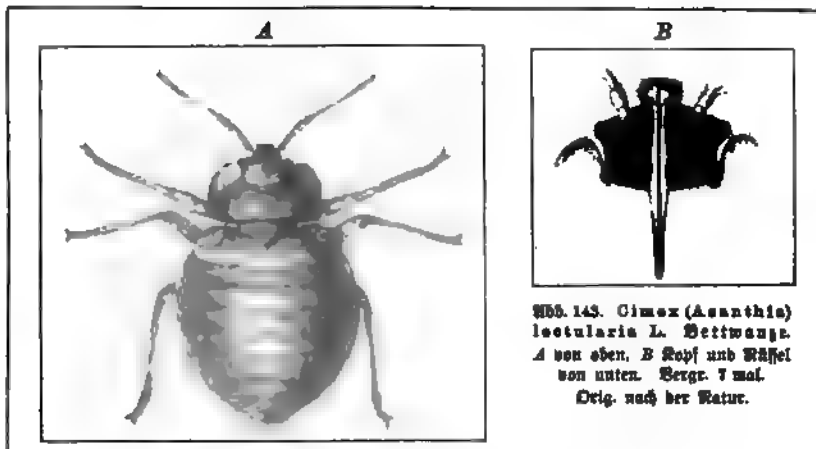 A
B
Abb. 143. Cimex (Acanthia)
lectularia L. Bettwanze.
A von oben, B Kopf und Rüssel
von unten. Vergr. 7 mal.
Orig. nach der Natur.